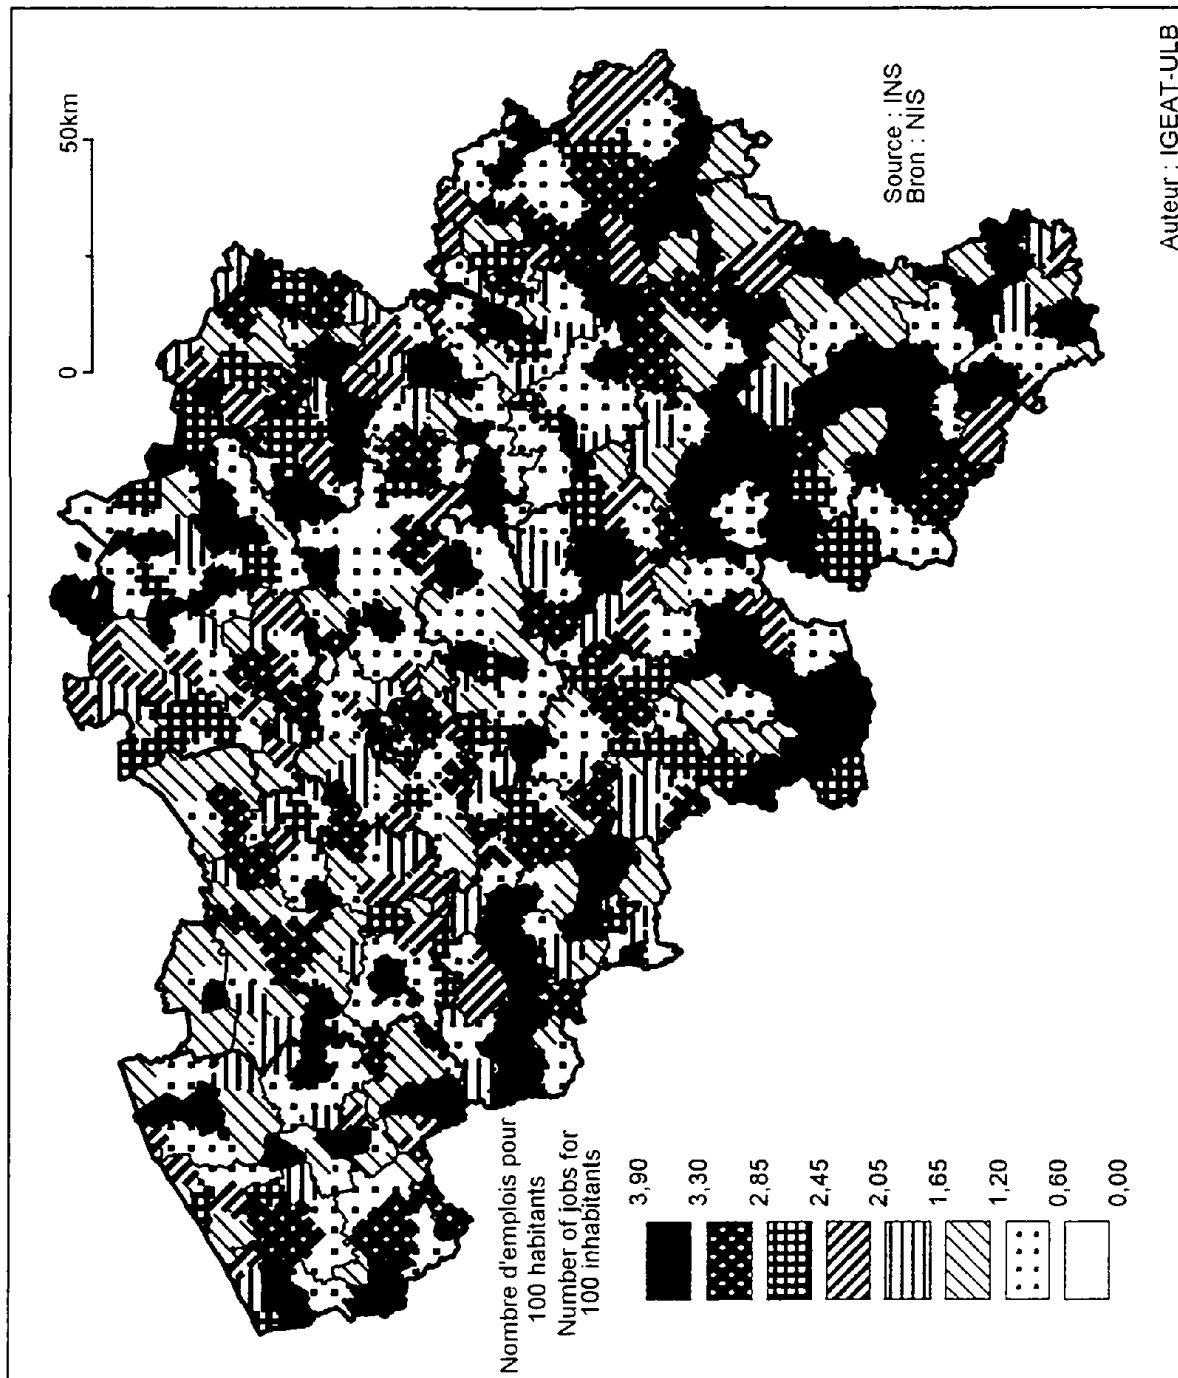 0 50km
Source : INS
Bron : NIS
Auteur : IGEAT-ULB
Nombre d'emplois pour
100 habitants
Number of jobs for
100 inhabitants
3,90
3,30
2,85
2,45
2,05
1,65
1,20
0,60
0,00